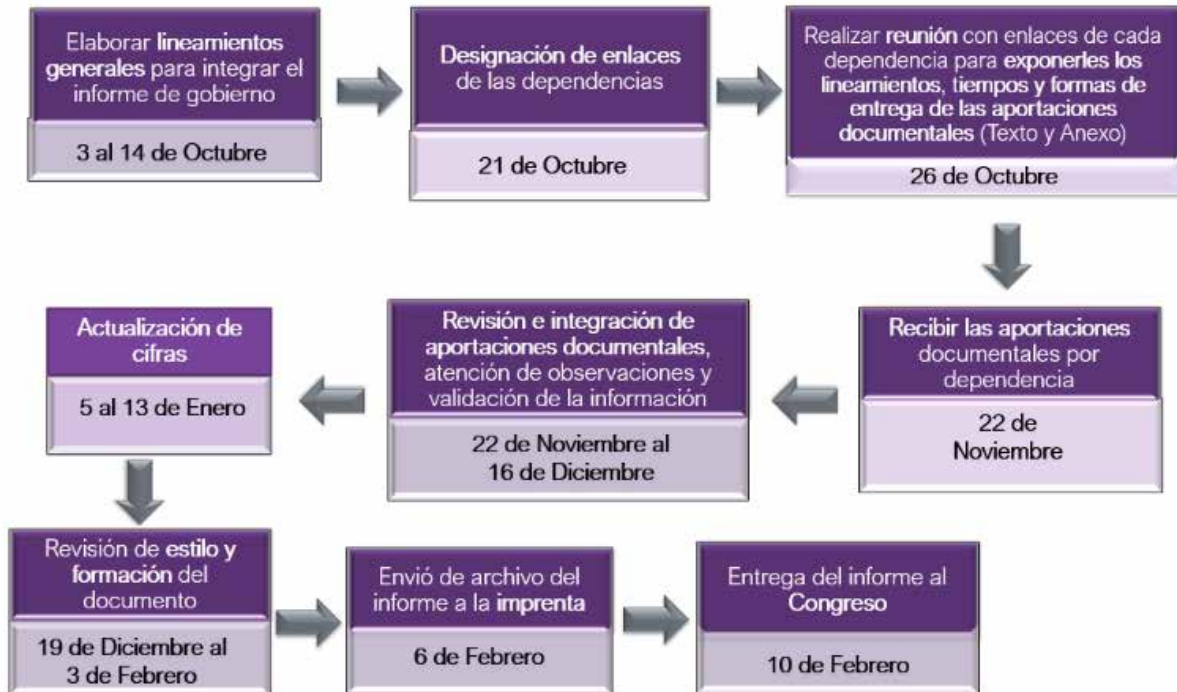 Elaborar lineamientos
generales para integrar el
informe de gobierno
3 al 14 de Octubre
Designación de enlaces
de las dependencias
21 de Octubre
Realizar reunión con enlaces de cada
dependencia para exponerles los
lineamientos, tiempos y formas de
entrega de las aportaciones
documentales (Texto y Anexo)
26 de Octubre
Recibir las aportaciones
documentales por
dependencia
22 de
Noviembre
Revisión e integración de
aportaciones documentales,
atención de observaciones y
validación de la información
22 de Noviembre al
16 de Diciembre
Actualización de
cifras
5 al 13 de Enero
Revisión de estilo y
formación del
documento
19 de Diciembre al
3 de Febrero
Envió de archivo del
informe a la imprenta
6 de Febrero
Entrega del informe al
Congreso
10 de Febrero